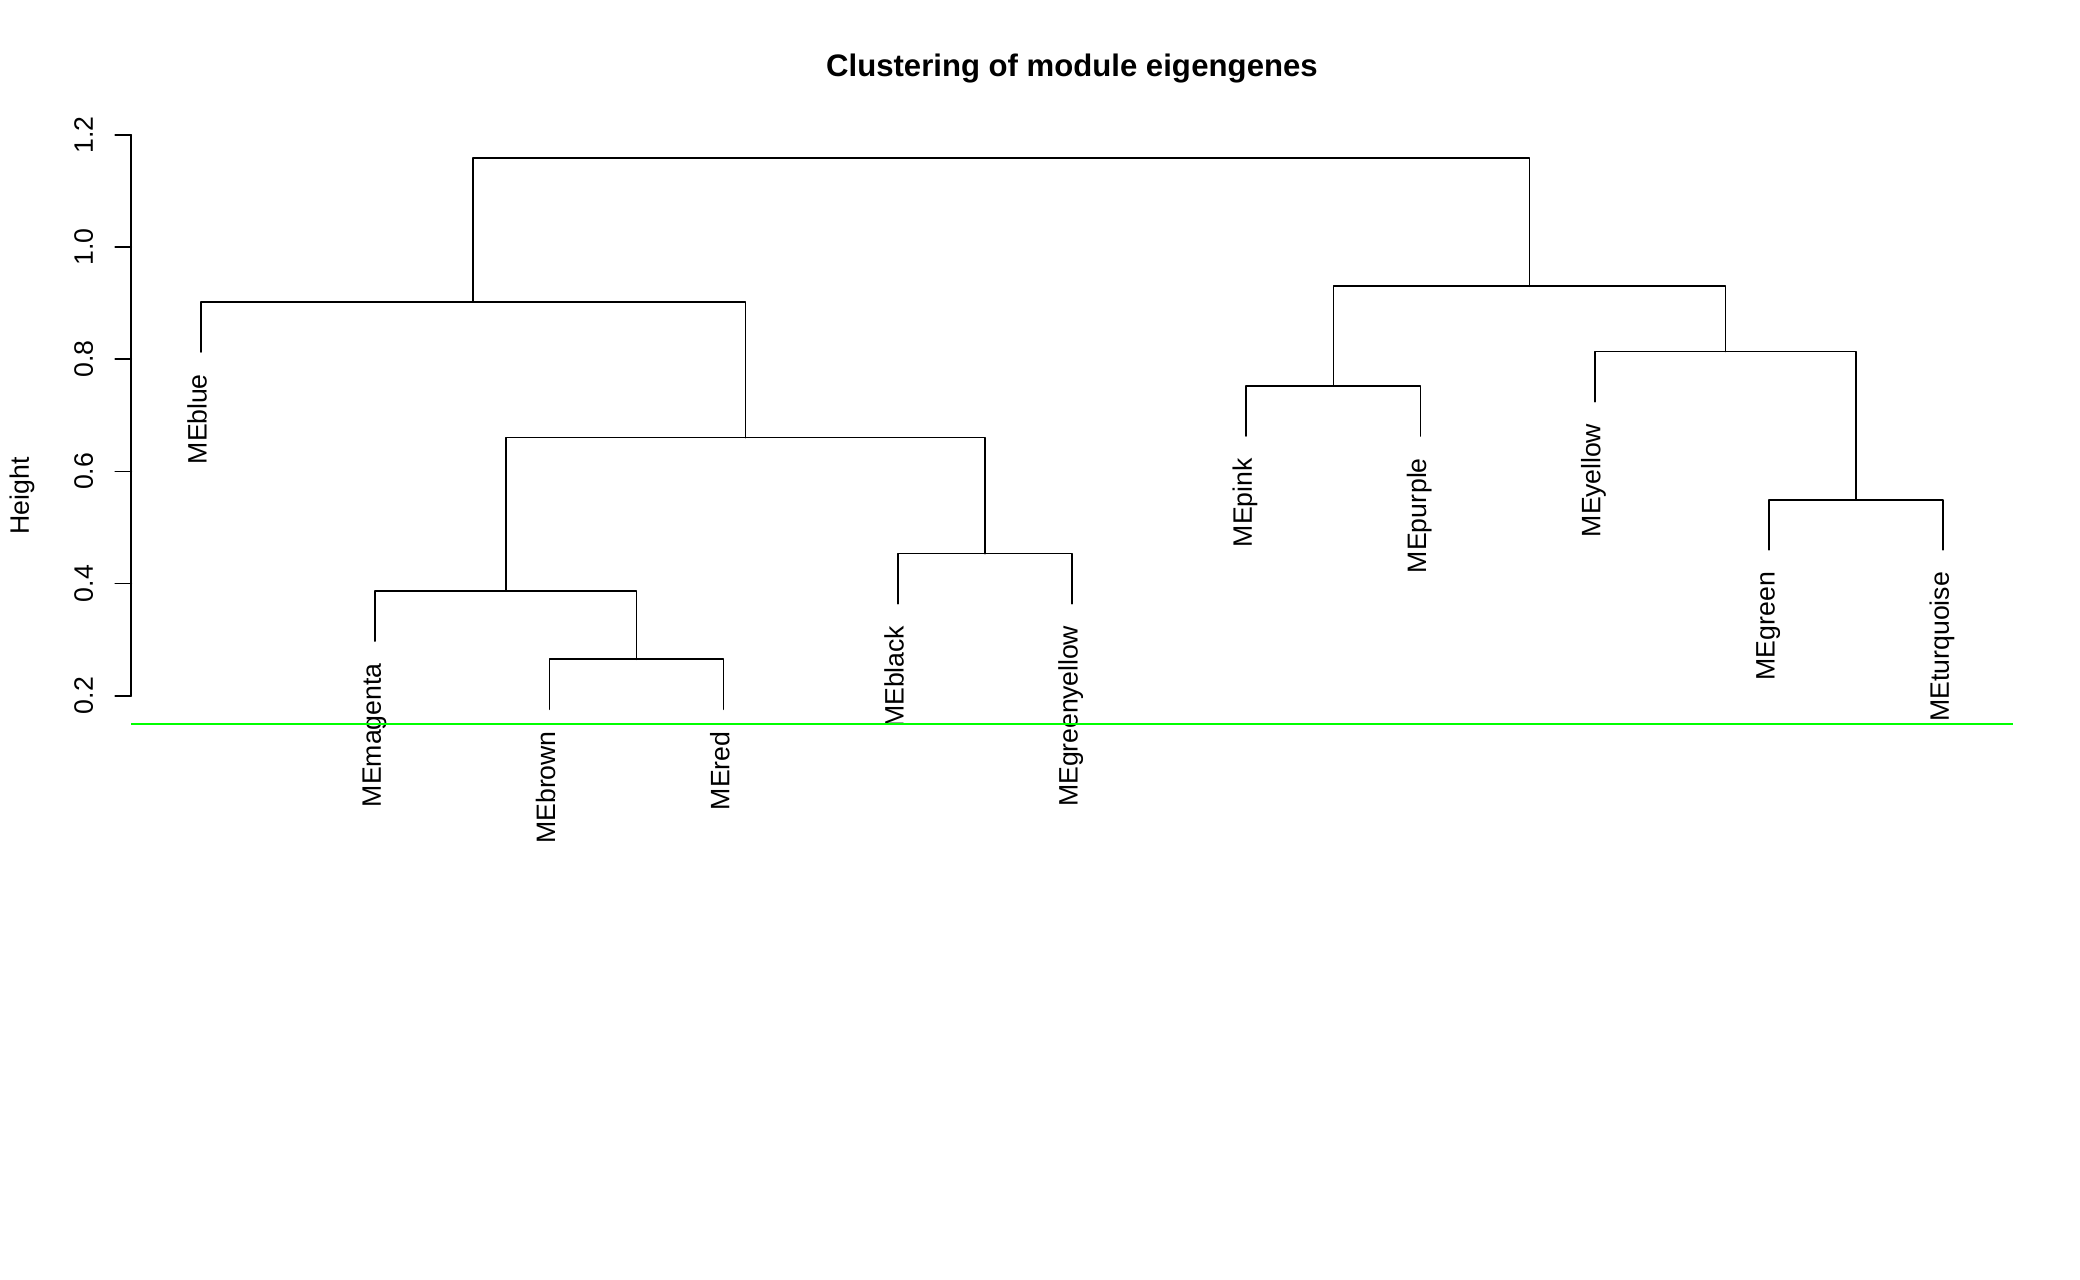 Clustering of module eigengenes
Height
1.2
1.0
0.8
0.6
0.4
0.2
MEblue
MEmagenta
MEbrown
MEred
MEblack
MEgreenyellow
MEpink
MEpurple
MEyellow
MEgreen
MEturquoise